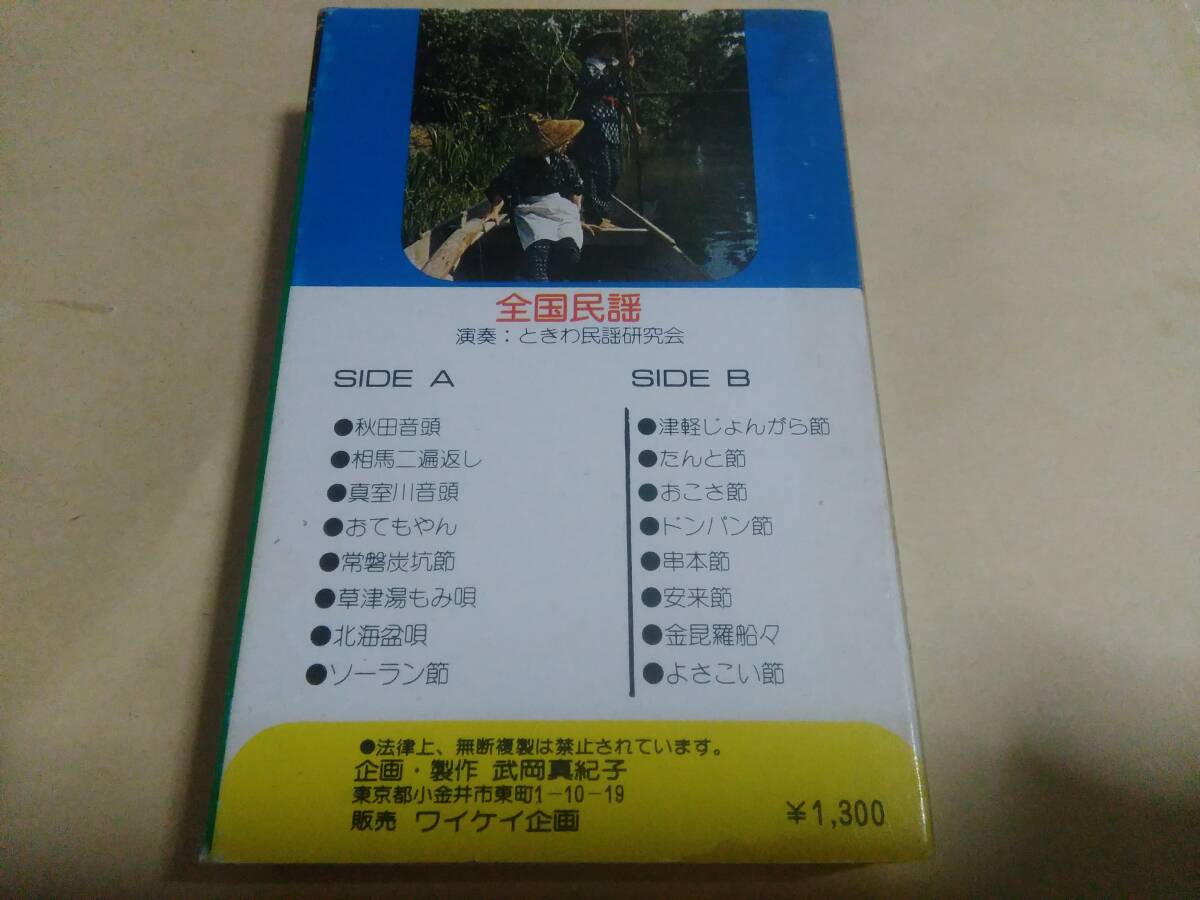 全国民謡
演奏：ときわ民謡研究会
SIDE A
●秋田音頭
●相馬二遍返し
●真室川音頭
●おてもやん
●常磐炭坑節
●草津湯もみ唄
●北海盆唄
●ソーラン節
SIDE B
●津軽じょんがら節
●たんと節
●おこさ節
●ドンパン節
●串本節
●安来節
●金昆羅船々
●よさこい節
●法律上、無断複製は禁止されています。
企画・製作 武岡真紀子
東京都小金井市東町1-10-19
販売 ワイケイ企画
¥1,300